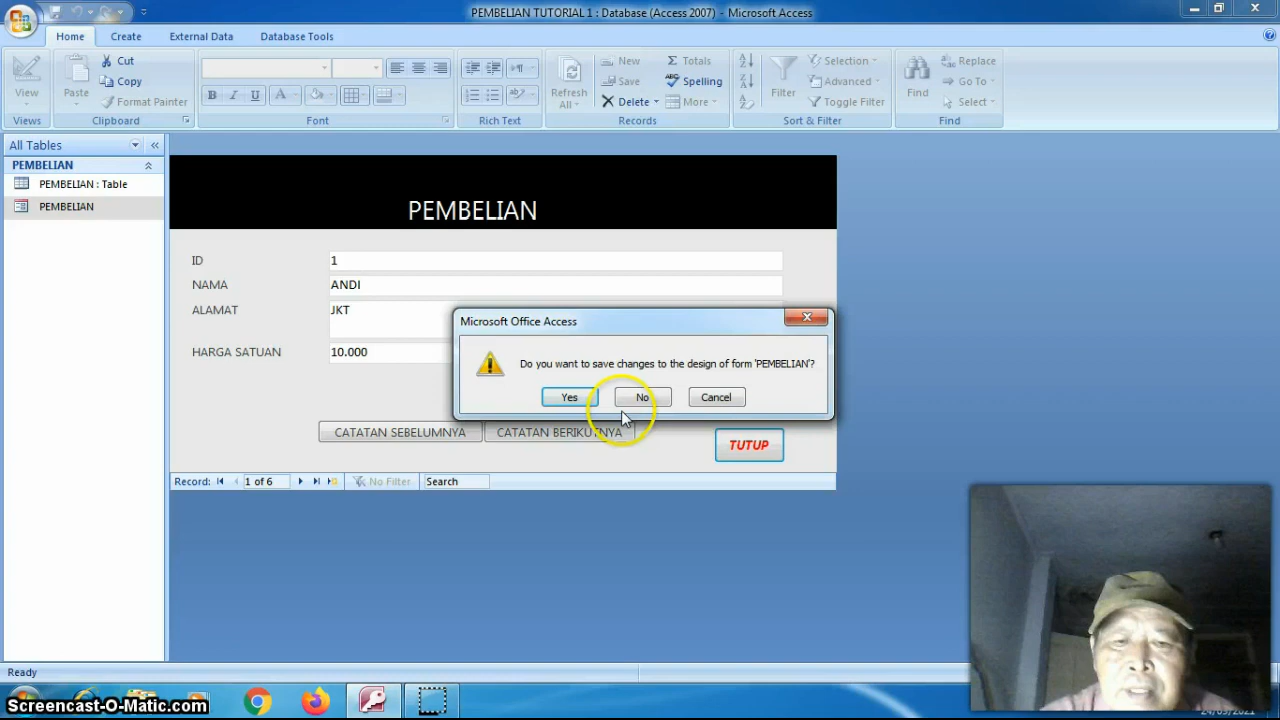 PEMBELIAN TUTORIAL 1 : Database (Access 2007) - Microsoft Access
Home Create External Data Database Tools
View
Paste
Cut
Copy
Format Painter
Refresh All
New
Save
Delete
Totals
Spelling
More
Filter
Selection
Advanced
Toggle Filter
Find
Replace
Go To
Select
Views Clipboard Font Rich Text Records Sort & Filter Find
All Tables
PEMBELIAN
PEMBELIAN : Table
PEMBELIAN
PEMBELIAN
ID 1
NAMA ANDI
ALAMAT JKT
HARGA SATUAN 10.000
Microsoft Office Access
Do you want to save changes to the design of form 'PEMBELIAN'?
Yes No Cancel
CATATAN SEBELUMNYA CATATAN BERIKUTNYA
TUTUP
Record: 1 of 6 No Filter Search
Ready
Screencast-O-Matic.com
24/09/2021